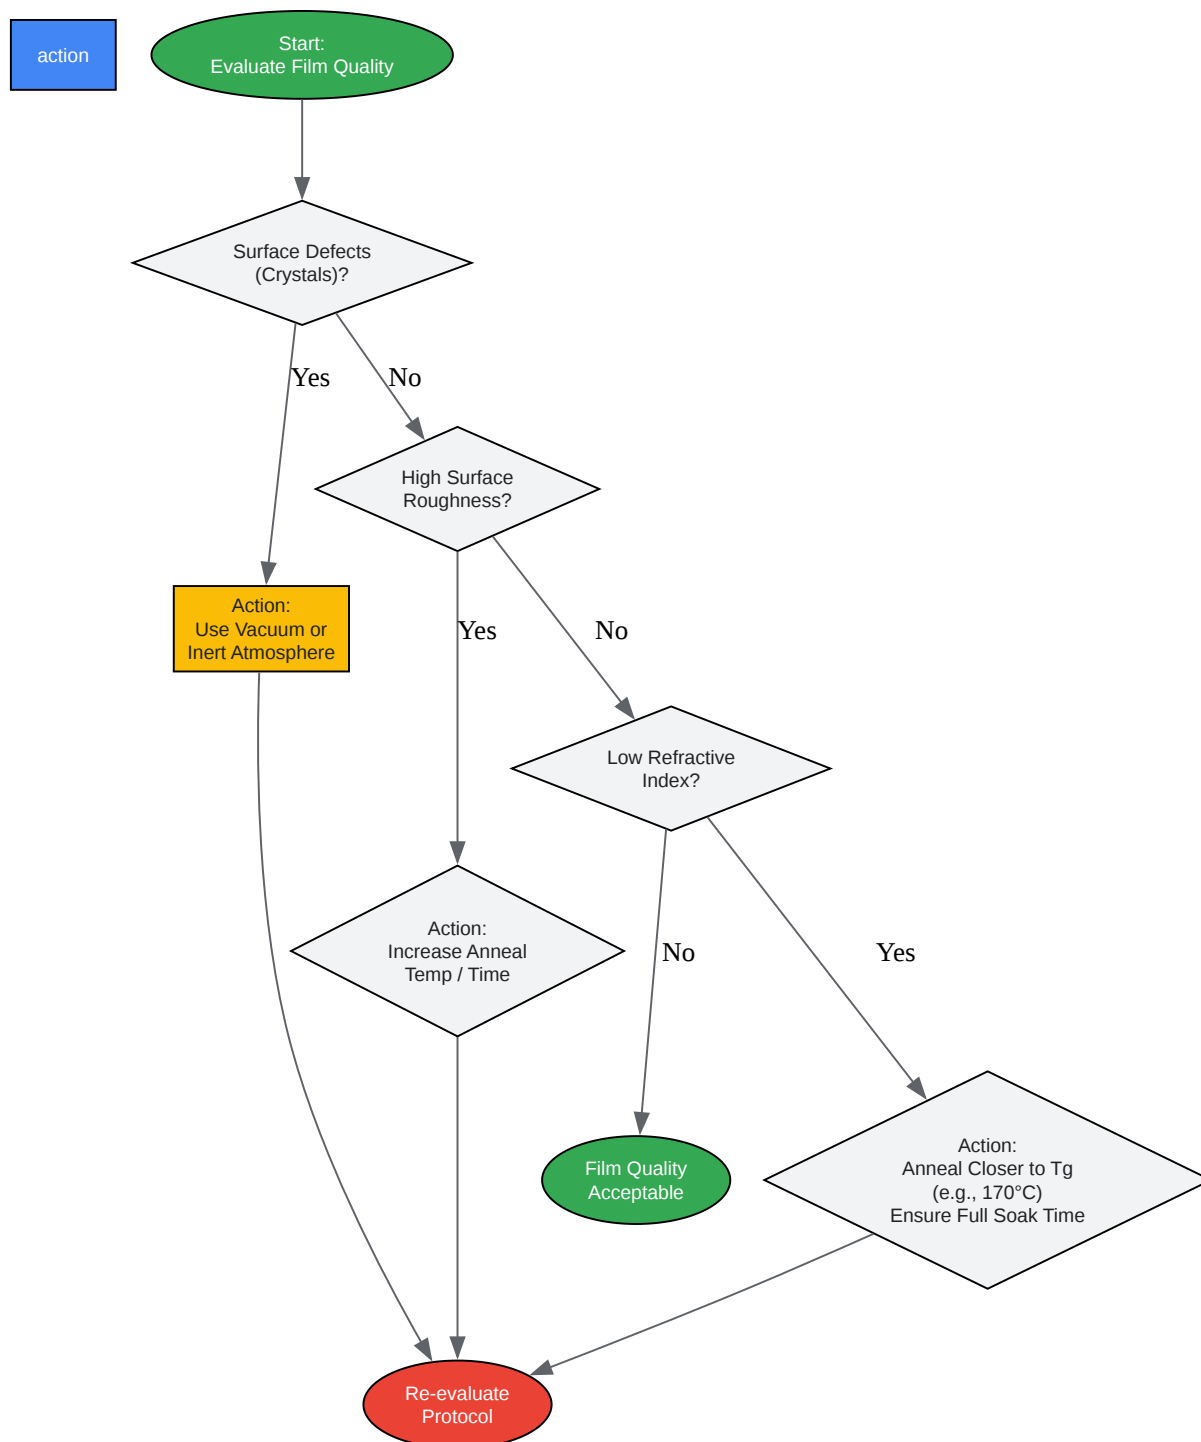 action
Start:
Evaluate Film Quality
Surface Defects
(Crystals)?
Yes
No
High Surface
Roughness?
Action:
Use Vacuum or
Inert Atmosphere
Yes
No
Low Refractive
Index?
Action:
Increase Anneal
Temp / Time
No
Yes
Film Quality
Acceptable
Action:
Anneal Closer to Tg
(e.g., 170°C)
Ensure Full Soak Time
Re-evaluate
Protocol